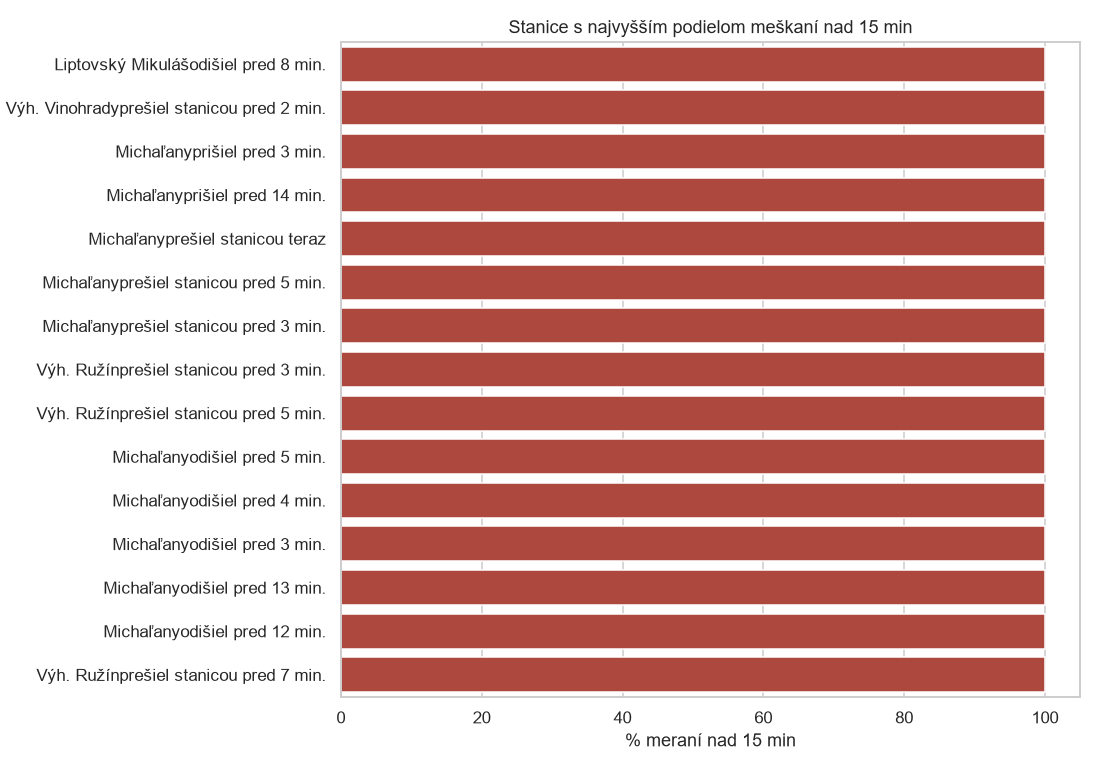 Stanice s najvyšším podielom meškaní nad 15 min
Liptovský Mikulášodišiel pred 8 min.
Výh. Vinohradyprešiel stanicou pred 2 min.
Michaľanyprišiel pred 3 min.
Michaľanyprišiel pred 14 min.
Michaľanyprešiel stanicou teraz
Michaľanyprešiel stanicou pred 5 min.
Michaľanyprešiel stanicou pred 3 min.
Výh. Ružínprešiel stanicou pred 3 min.
Výh. Ružínprešiel stanicou pred 5 min.
Michaľanyodišiel pred 5 min.
Michaľanyodišiel pred 4 min.
Michaľanyodišiel pred 3 min.
Michaľanyodišiel pred 13 min.
Michaľanyodišiel pred 12 min.
Výh. Ružínprešiel stanicou pred 7 min.
0 20 40 60 80 100
% meraní nad 15 min